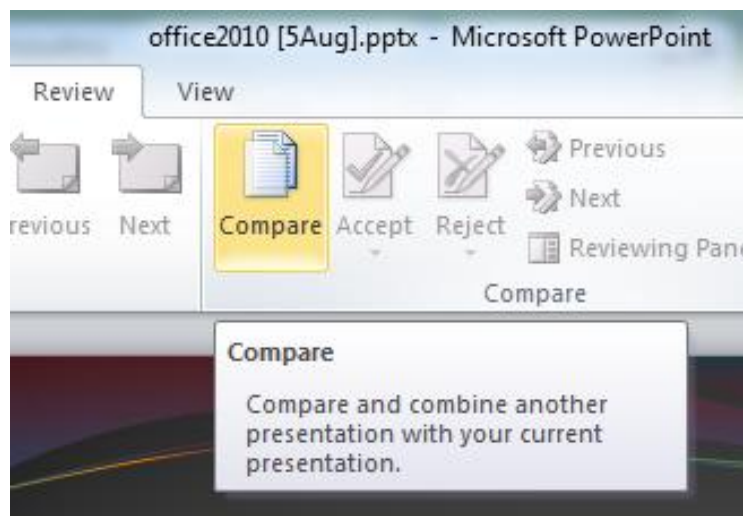 office2010 [5Aug].pptx - Microsoft PowerPoint
Review View
Previous
revious Next Compare Accept Reject Next
Reviewing Pane
Compare
Compare
Compare and combine another
presentation with your current
presentation.